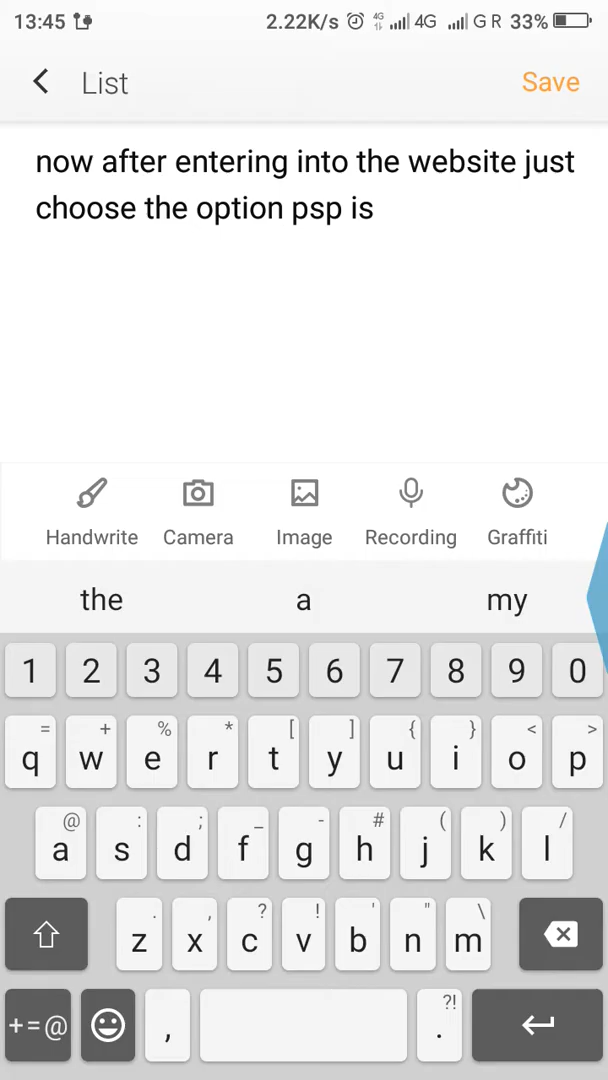 13:45 2.22K/s 4G 4G G R 33%
List Save
now after entering into the website just
choose the option psp is
Handwrite Camera Image Recording Graffiti
the a my
1 2 3 4 5 6 7 8 9 0
= + % * [ ] { } < >
q w e r t y u i o p
@ : ; _ - # ( ) /
a s d f g h j k l
. , ? ! ' " \
z x c v b n m
?!
+=@ , .